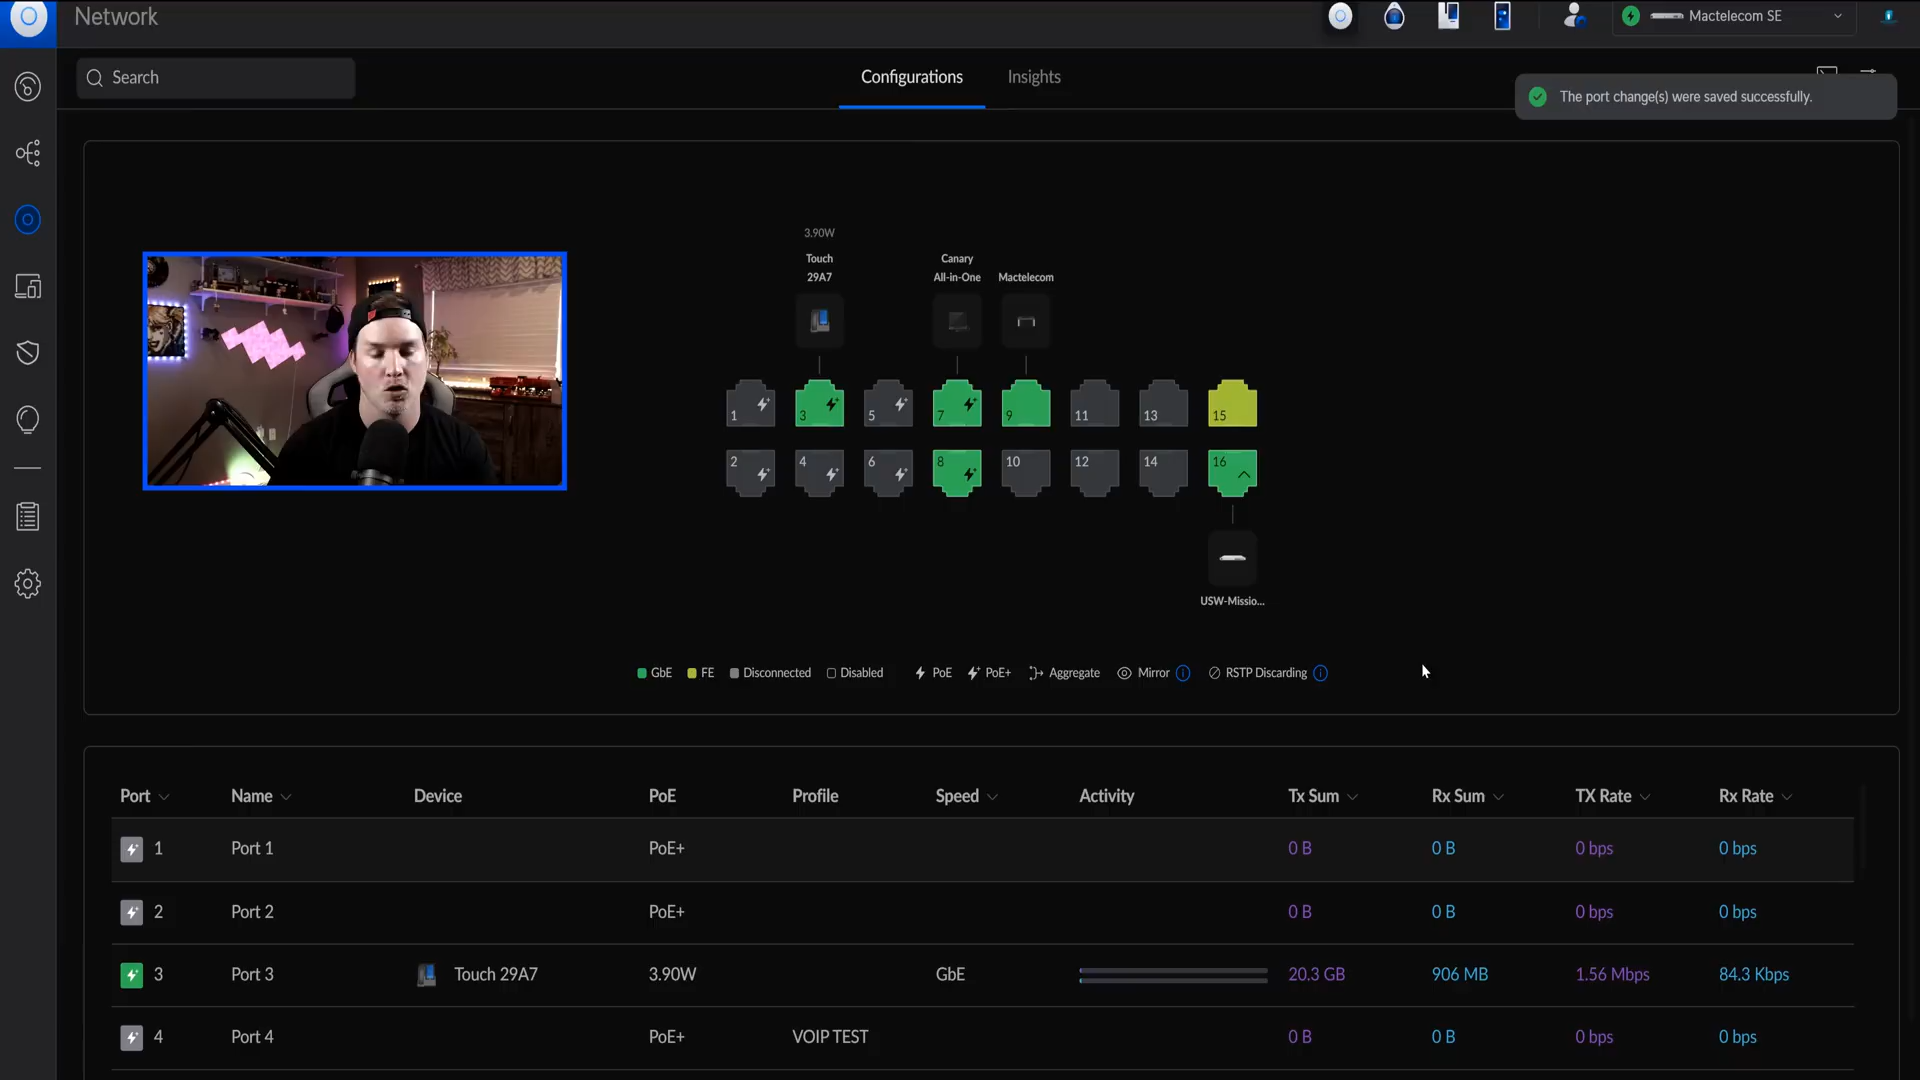 Network
Mactelecom SE
Search
Configurations
Insights
The port change(s) were saved successfully.
3.90W
Touch
29A7
Canary
All-in-One
Mactelecom
1
3
5
7
9
11
13
15
2
4
6
8
10
12
14
16
USW-Missio...
GbE
FE
Disconnected
Disabled
PoE
PoE+
Aggregate
Mirror
RSTP Discarding
Port Name Device PoE Profile Speed Activity Tx Sum Rx Sum TX Rate Rx Rate
1 Port 1 PoE+ 0 B 0 B 0 bps 0 bps
2 Port 2 PoE+ 0 B 0 B 0 bps 0 bps
3 Port 3 Touch 29A7 3.90W GbE 20.3 GB 906 MB 1.56 Mbps 84.3 Kbps
4 Port 4 PoE+ VOIP TEST 0 B 0 B 0 bps 0 bps